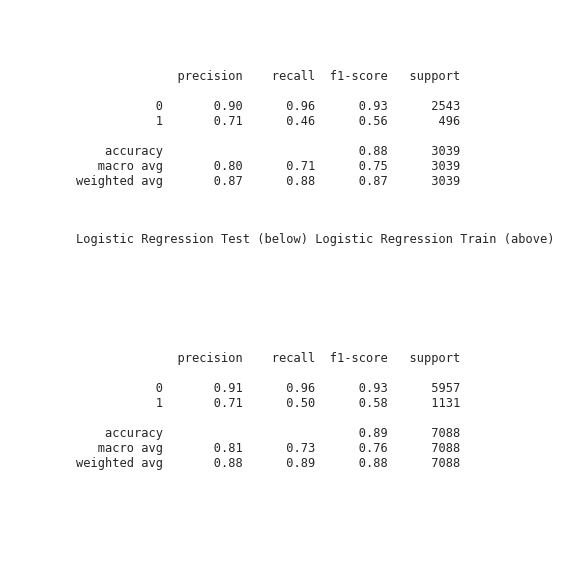 precision    recall  f1-score   support
0       0.90      0.96      0.93      2543
1       0.71      0.46      0.56       496
accuracy                           0.88      3039
macro avg       0.80      0.71      0.75      3039
weighted avg       0.87      0.88      0.87      3039
Logistic Regression Test (below) Logistic Regression Train (above)
precision    recall  f1-score   support
0       0.91      0.96      0.93      5957
1       0.71      0.50      0.58      1131
accuracy                           0.89      7088
macro avg       0.81      0.73      0.76      7088
weighted avg       0.88      0.89      0.88      7088